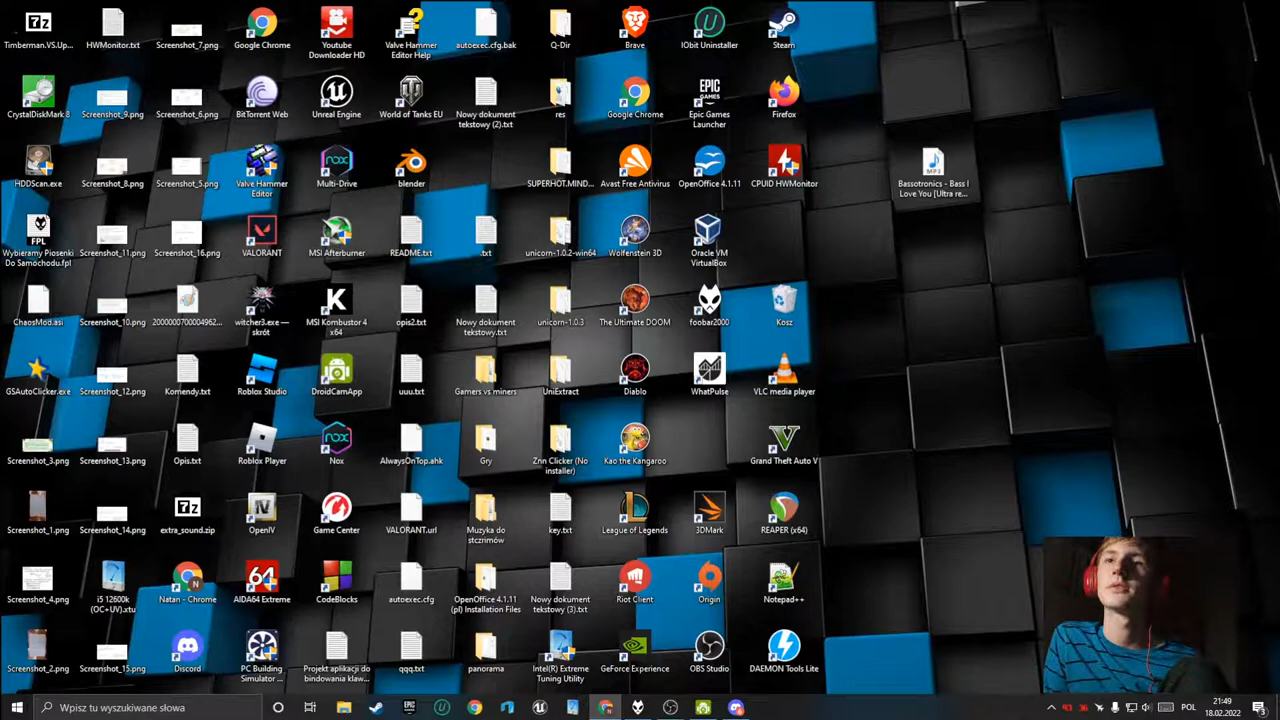 Timberman.VS.Up...
HWMonitor.txt
Screenshot_7.png
Google Chrome
Youtube
Downloader HD
Valve Hammer
Editor Help
autoexec.cfg.bak
Q-Dir
Brave
IObit Uninstaller
Steam
CrystalDiskMark 8
Screenshot_9.png
Screenshot_6.png
BitTorrent Web
Unreal Engine
World of Tanks EU
Nowy dokument
tekstowy (2).txt
res
Google Chrome
Epic Games
Launcher
Firefox
HDDScan.exe
Screenshot_8.png
Screenshot_5.png
Valve Hammer
Editor
Multi-Drive
blender
SUPERHOT.MIND...
Avast Free Antivirus
OpenOffice 4.1.11
CPUID HWMonitor
Bassotronics - Bass I
Love You [Ultra re...
Wybieramy Piosenki
Do Samochodu.fpl
Screenshot_11.png
Screenshot_16.png
VALORANT
MSI Afterburner
README.txt
.txt
unicorn-1.0.2-win64
Wolfenstein 3D
Oracle VM
VirtualBox
ChaosMod.asi
Screenshot_10.png
2000000700004962...
witcher3.exe —
skrót
MSI Kombustor 4
x64
opis2.txt
Nowy dokument
tekstowy.txt
unicorn-1.0.3
The Ultimate DOOM
foobar2000
Kosz
GSAutoClicker.exe
Screenshot_12.png
Komendy.txt
Roblox Studio
DroidCamApp
uuu.txt
Gamers vs miners
UniExtract
Diablo
WhatPulse
VLC media player
Screenshot_3.png
Screenshot_13.png
Opis.txt
Roblox Player
Nox
AlwaysOnTop.ahk
Gry
Znn Clicker (No
installer)
Kao the Kangaroo
Grand Theft Auto V
Screenshot_1.png
Screenshot_14.png
extra_sound.zip
OpenIV
Game Center
VALORANT.url
Muzyka do
stczrimów
key.txt
League of Legends
3DMark
REAPER (x64)
Screenshot_4.png
i5 12600k
(OC+UV).xtu
Natan - Chrome
AIDA64 Extreme
CodeBlocks
autoexec.cfg
OpenOffice 4.1.11
(pl) Installation Files
Nowy dokument
tekstowy (3).txt
Riot Client
Origin
Notepad++
Screenshot_2.png
Screenshot_15.png
Discord
PC Building
Simulator ...
Projekt aplikacji do
bindowania klaw...
qqq.txt
panorama
Intel(R) Extreme
Tuning Utility
GeForce Experience
OBS Studio
DAEMON Tools Lite
Wpisz tu wyszukiwane słowa
POL
21:49
18.02.2022